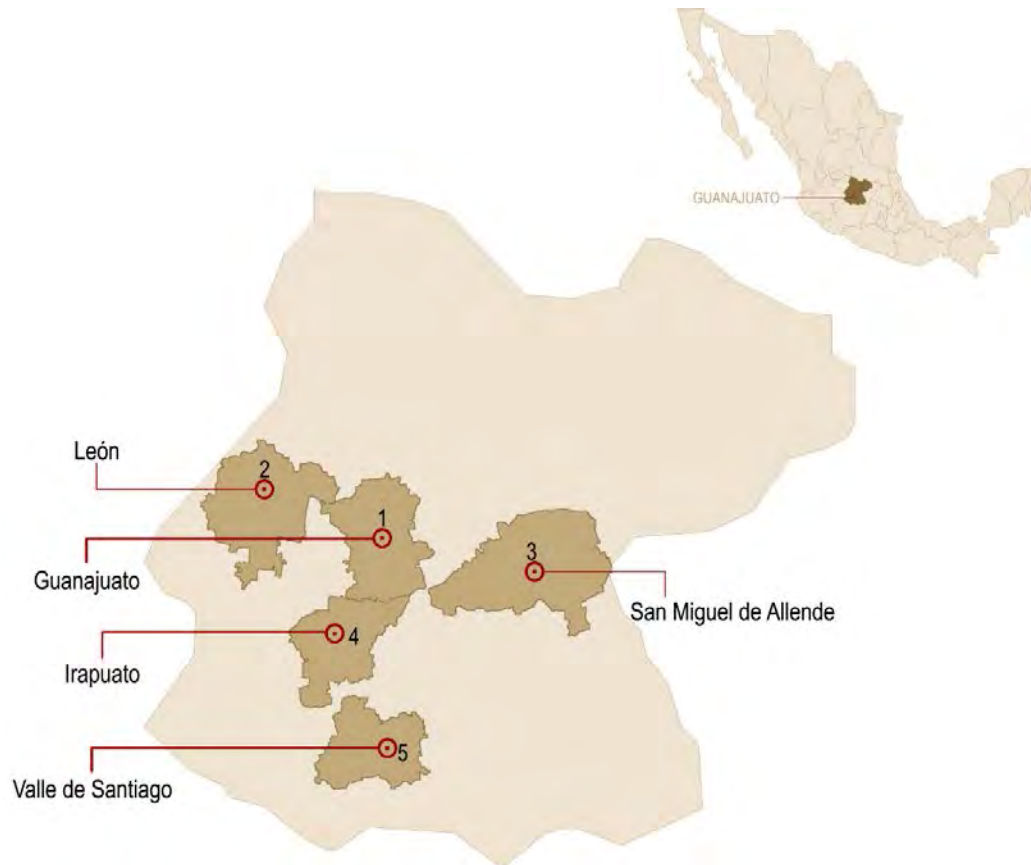 GUANAJUATO
León
2
1
Guanajuato
3
San Miguel de Allende
4
Irapuato
5
Valle de Santiago